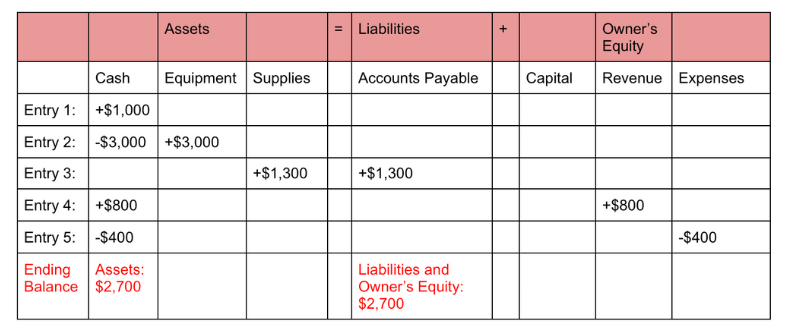 Assets = Liabilities + Owner's
Equity
Cash Equipment Supplies Accounts Payable Capital Revenue Expenses
Entry 1: +$1,000
Entry 2: -$3,000 +$3,000
Entry 3: +$1,300 +$1,300
Entry 4: +$800 +$800
Entry 5: -$400 -$400
Ending Assets: Liabilities and
Balance $2,700 Owner's Equity:
$2,700